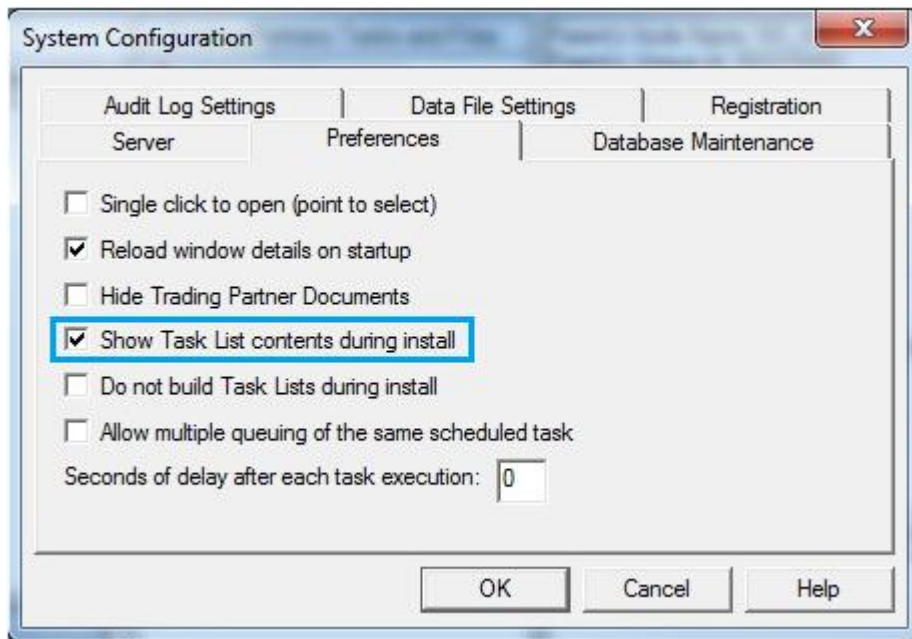 System Configuration
Audit Log Settings
Data File Settings
Registration
Server
Preferences
Database Maintenance
Single click to open (point to select)
Reload window details on startup
Hide Trading Partner Documents
Show Task List contents during install
Do not build Task Lists during install
Allow multiple queuing of the same scheduled task
Seconds of delay after each task execution: 0
OK
Cancel
Help